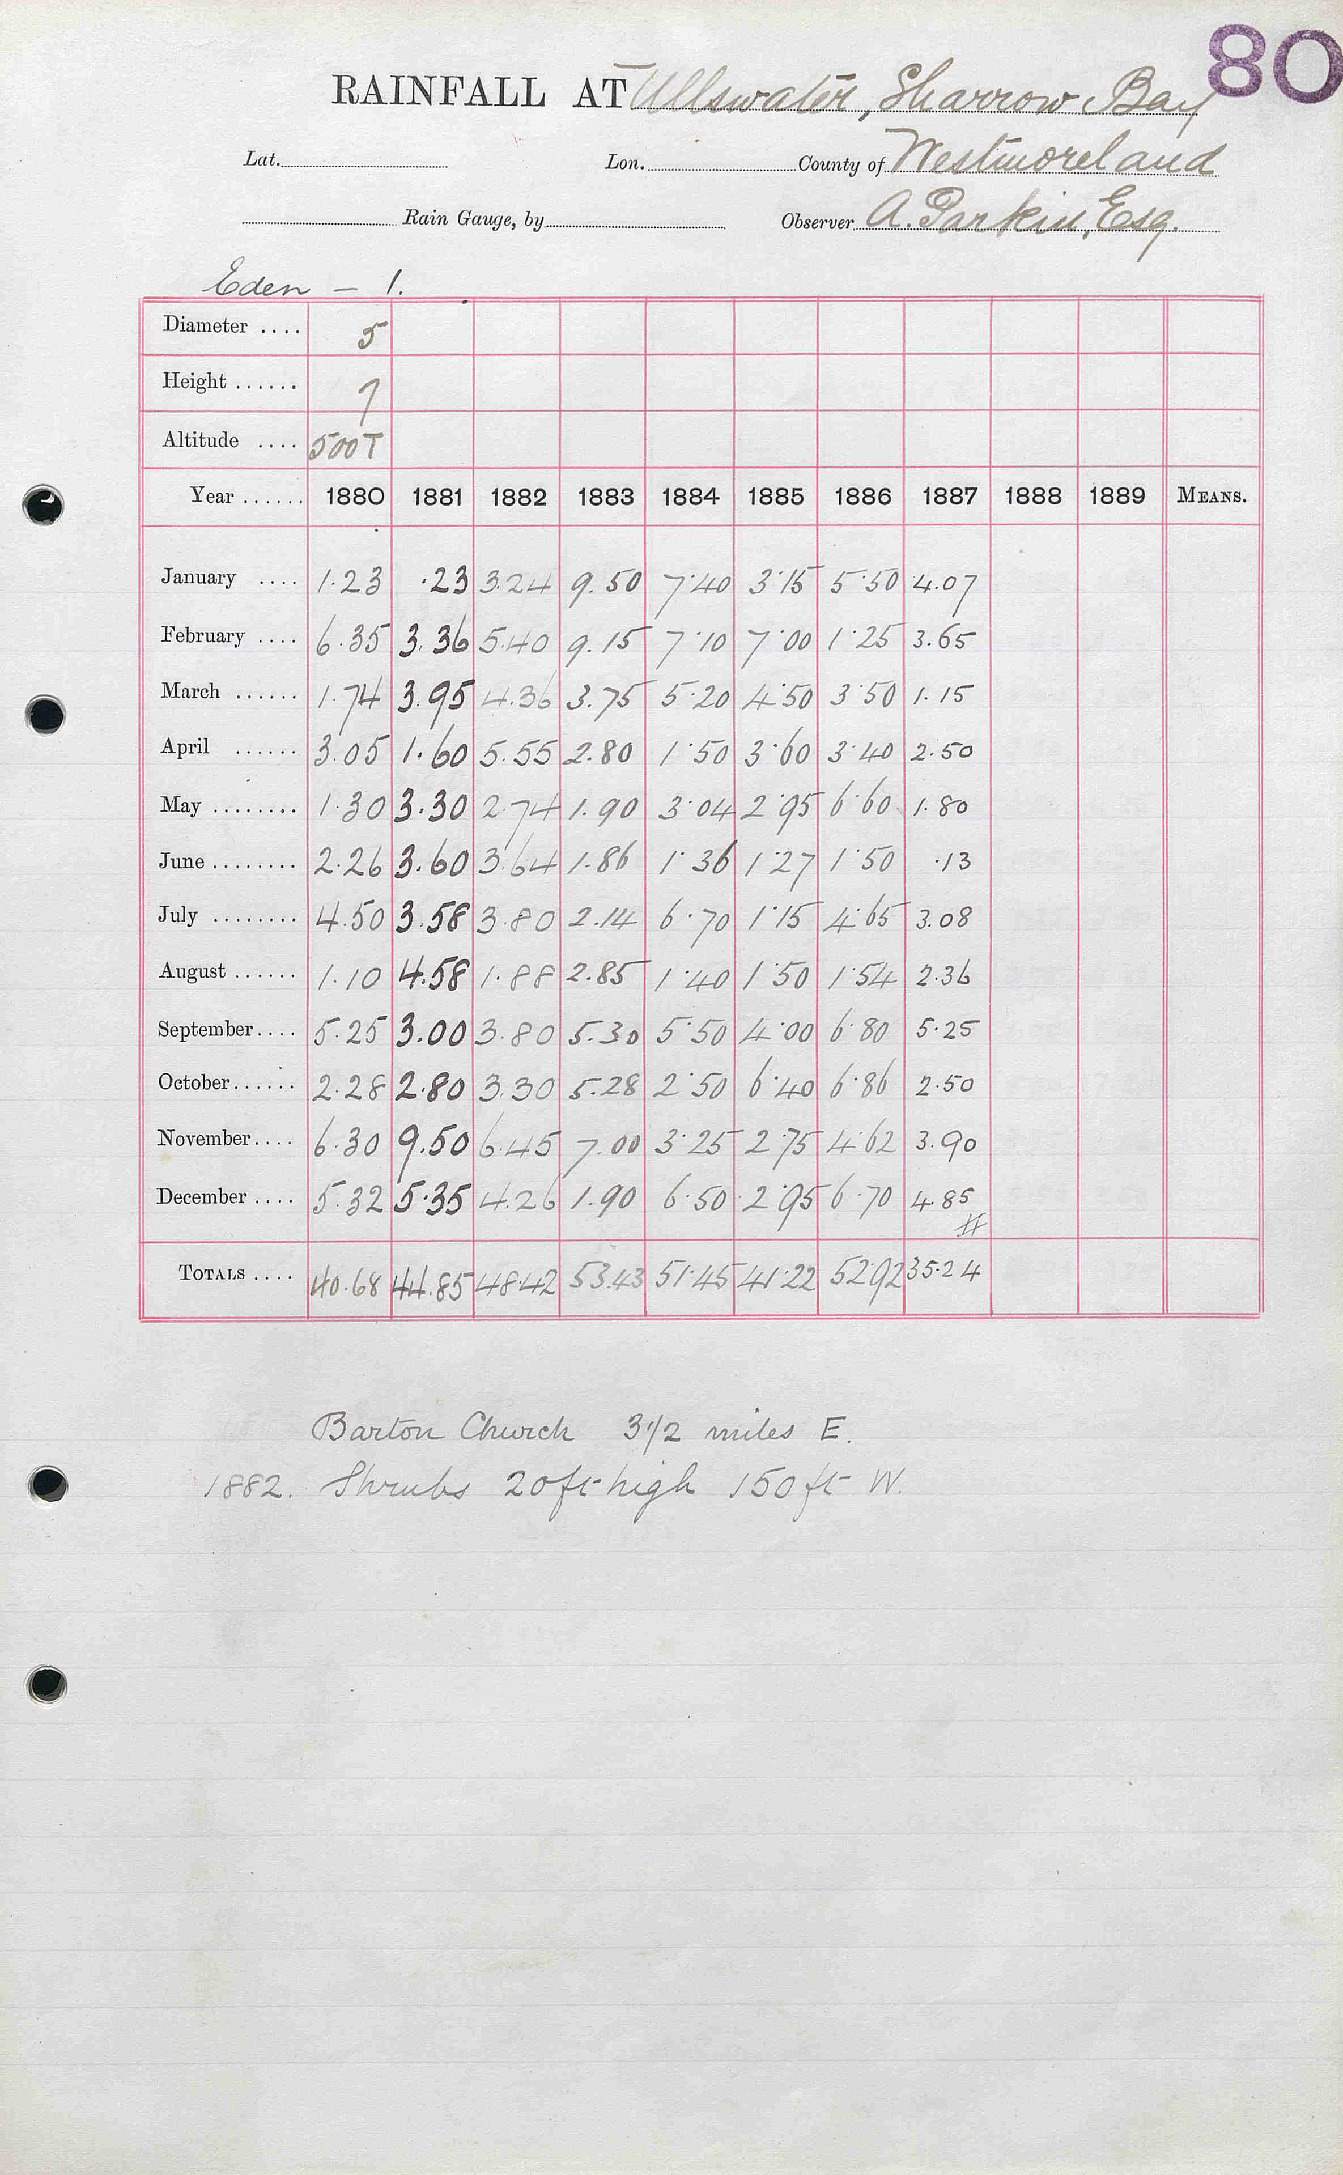 80
RAINFALL AT Ullswater, Sharrow Bay
Lat. Lon. County of Westmoreland
Rain Gauge, by Observer A. Parkin, Esq.
Eden - 1.
Diameter .... 5
Height ...... 7
Altitude .... 500T
Year ...... 1880 1881 1882 1883 1884 1885 1886 1887 1888 1889 MEANS.
January .... 1.23 .23 3.24 9.50 7.40 3.15 5.50 4.07
February .... 6.35 3.36 5.40 9.15 7.10 7.00 1.25 3.65
March ...... 1.74 3.95 4.36 3.75 5.20 4.50 3.50 1.15
April ...... 3.05 1.60 5.55 2.80 1.50 3.60 3.40 2.50
May ........ 1.30 3.30 2.74 1.90 3.04 2.95 6.60 1.80
June ........ 2.26 3.60 3.64 1.86 1.36 1.27 1.50 .13
July ........ 4.50 3.58 3.80 2.14 6.70 1.15 4.65 3.08
August ...... 1.10 4.58 1.88 2.85 1.40 1.50 1.54 2.36
September.... 5.25 3.00 3.80 5.30 5.50 4.00 6.80 5.25
October...... 2.28 2.80 3.30 5.28 2.50 6.40 6.86 2.50
November.... 6.30 9.50 6.45 7.00 3.25 2.75 4.62 3.90
December .... 5.32 5.35 4.26 1.90 6.50 2.95 6.70 4.85
#
TOTALS .... 40.68 44.85 48.42 53.43 51.45 41.22 52.92 35.24
Barton Church 3 1/2 miles E.
1882. Shrubs 20ft high 150ft W.